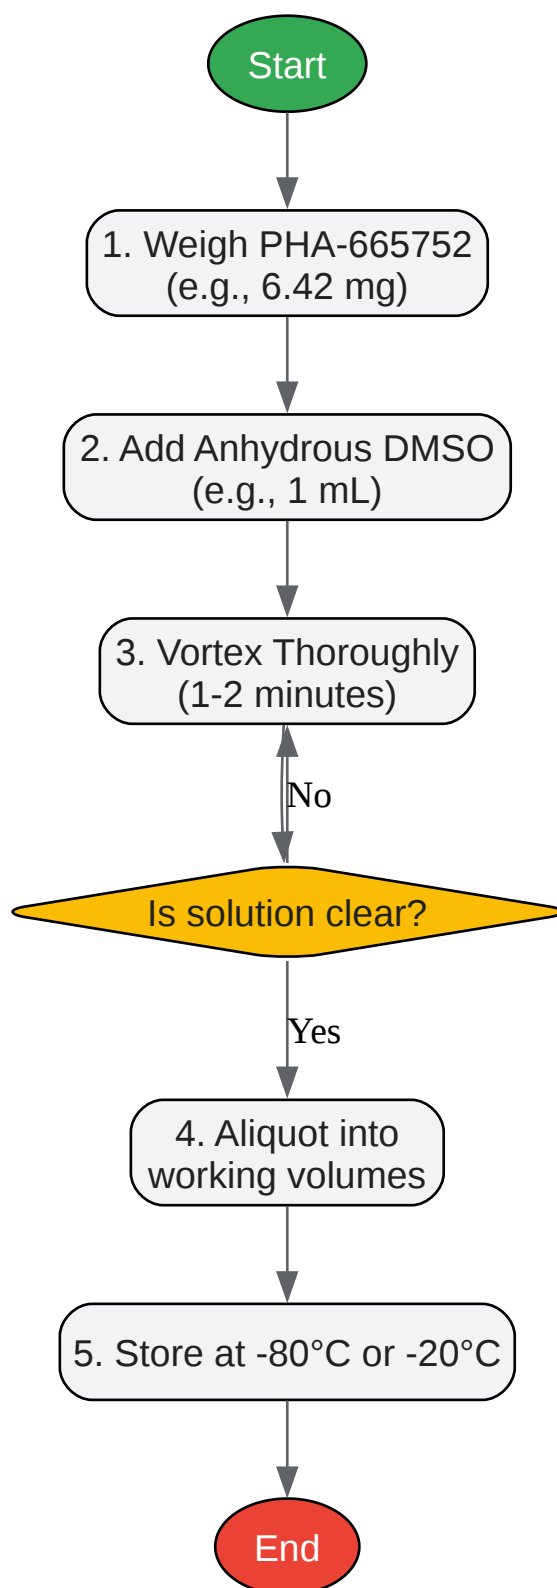 Start
1. Weigh PHA-665752
(e.g., 6.42 mg)
2. Add Anhydrous DMSO
(e.g., 1 mL)
3. Vortex Thoroughly
(1-2 minutes)
No
Is solution clear?
Yes
4. Aliquot into
working volumes
5. Store at -80°C or -20°C
End